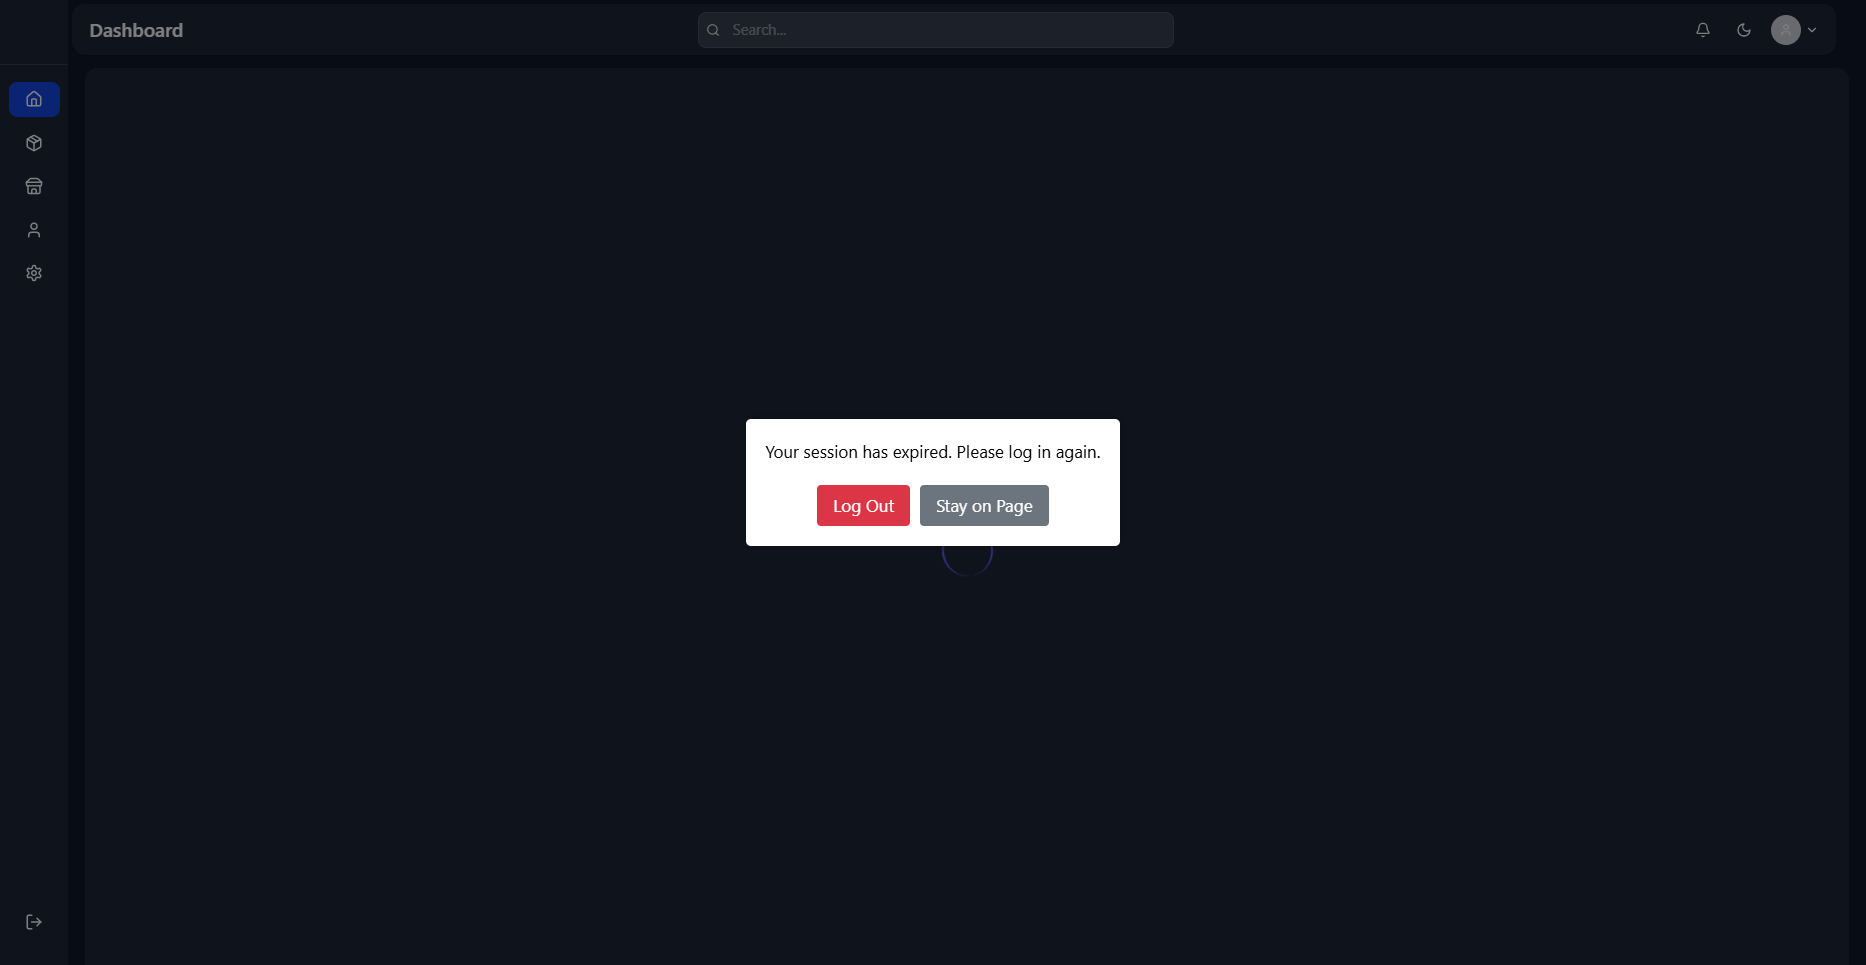 Dashboard
Search...
Your session has expired. Please log in again.
Log Out
Stay on Page